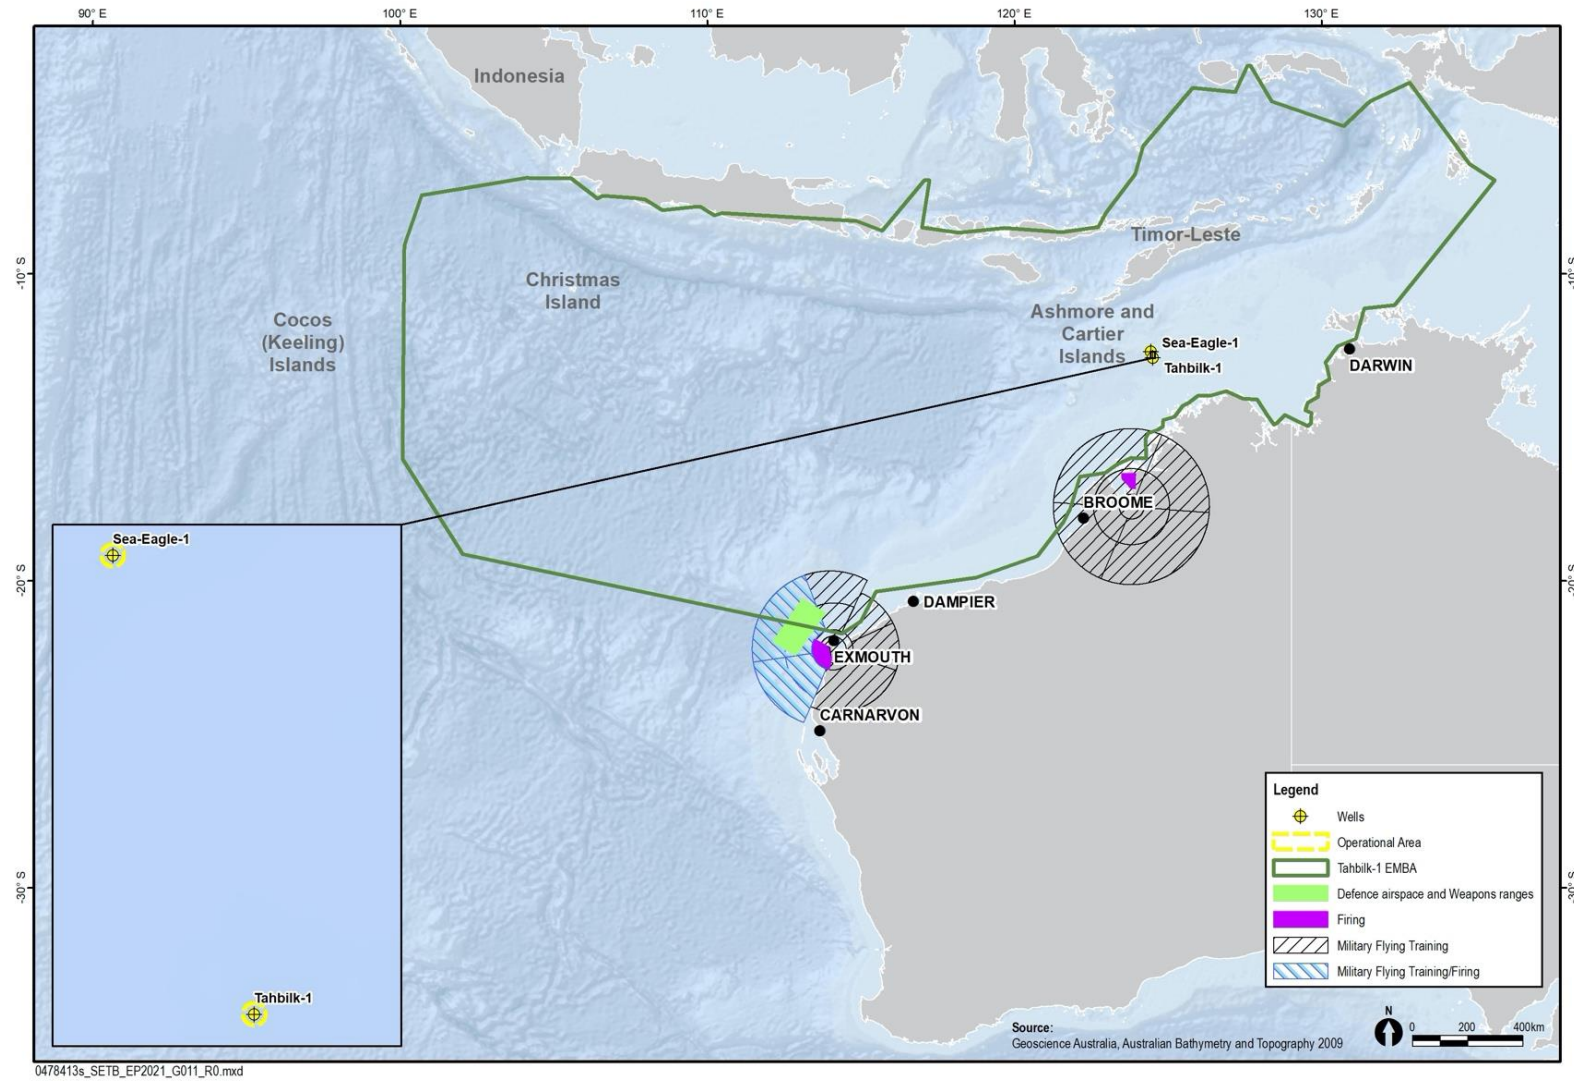 90° E
100° E
110° E
120° E
130° E
Indonesia
Timor-Leste
-10° S
-10° S
Christmas
Island
Cocos
(Keeling)
Islands
Ashmore and
Cartier
Islands
Sea-Eagle-1
Tahbilk-1
DARWIN
BROOME
Sea-Eagle-1
-20° S
-20° S
DAMPIER
EXMOUTH
CARNARVON
Legend
Wells
Operational Area
Tahbilk-1 EMBA
Defence airspace and Weapons ranges
Firing
Military Flying Training
Military Flying Training/Firing
-30° S
-30° S
Tahbilk-1
Source:
Geoscience Australia, Australian Bathymetry and Topography 2009
N
0 200 400km
0478413s_SETB_EP2021_G011_R0.mxd